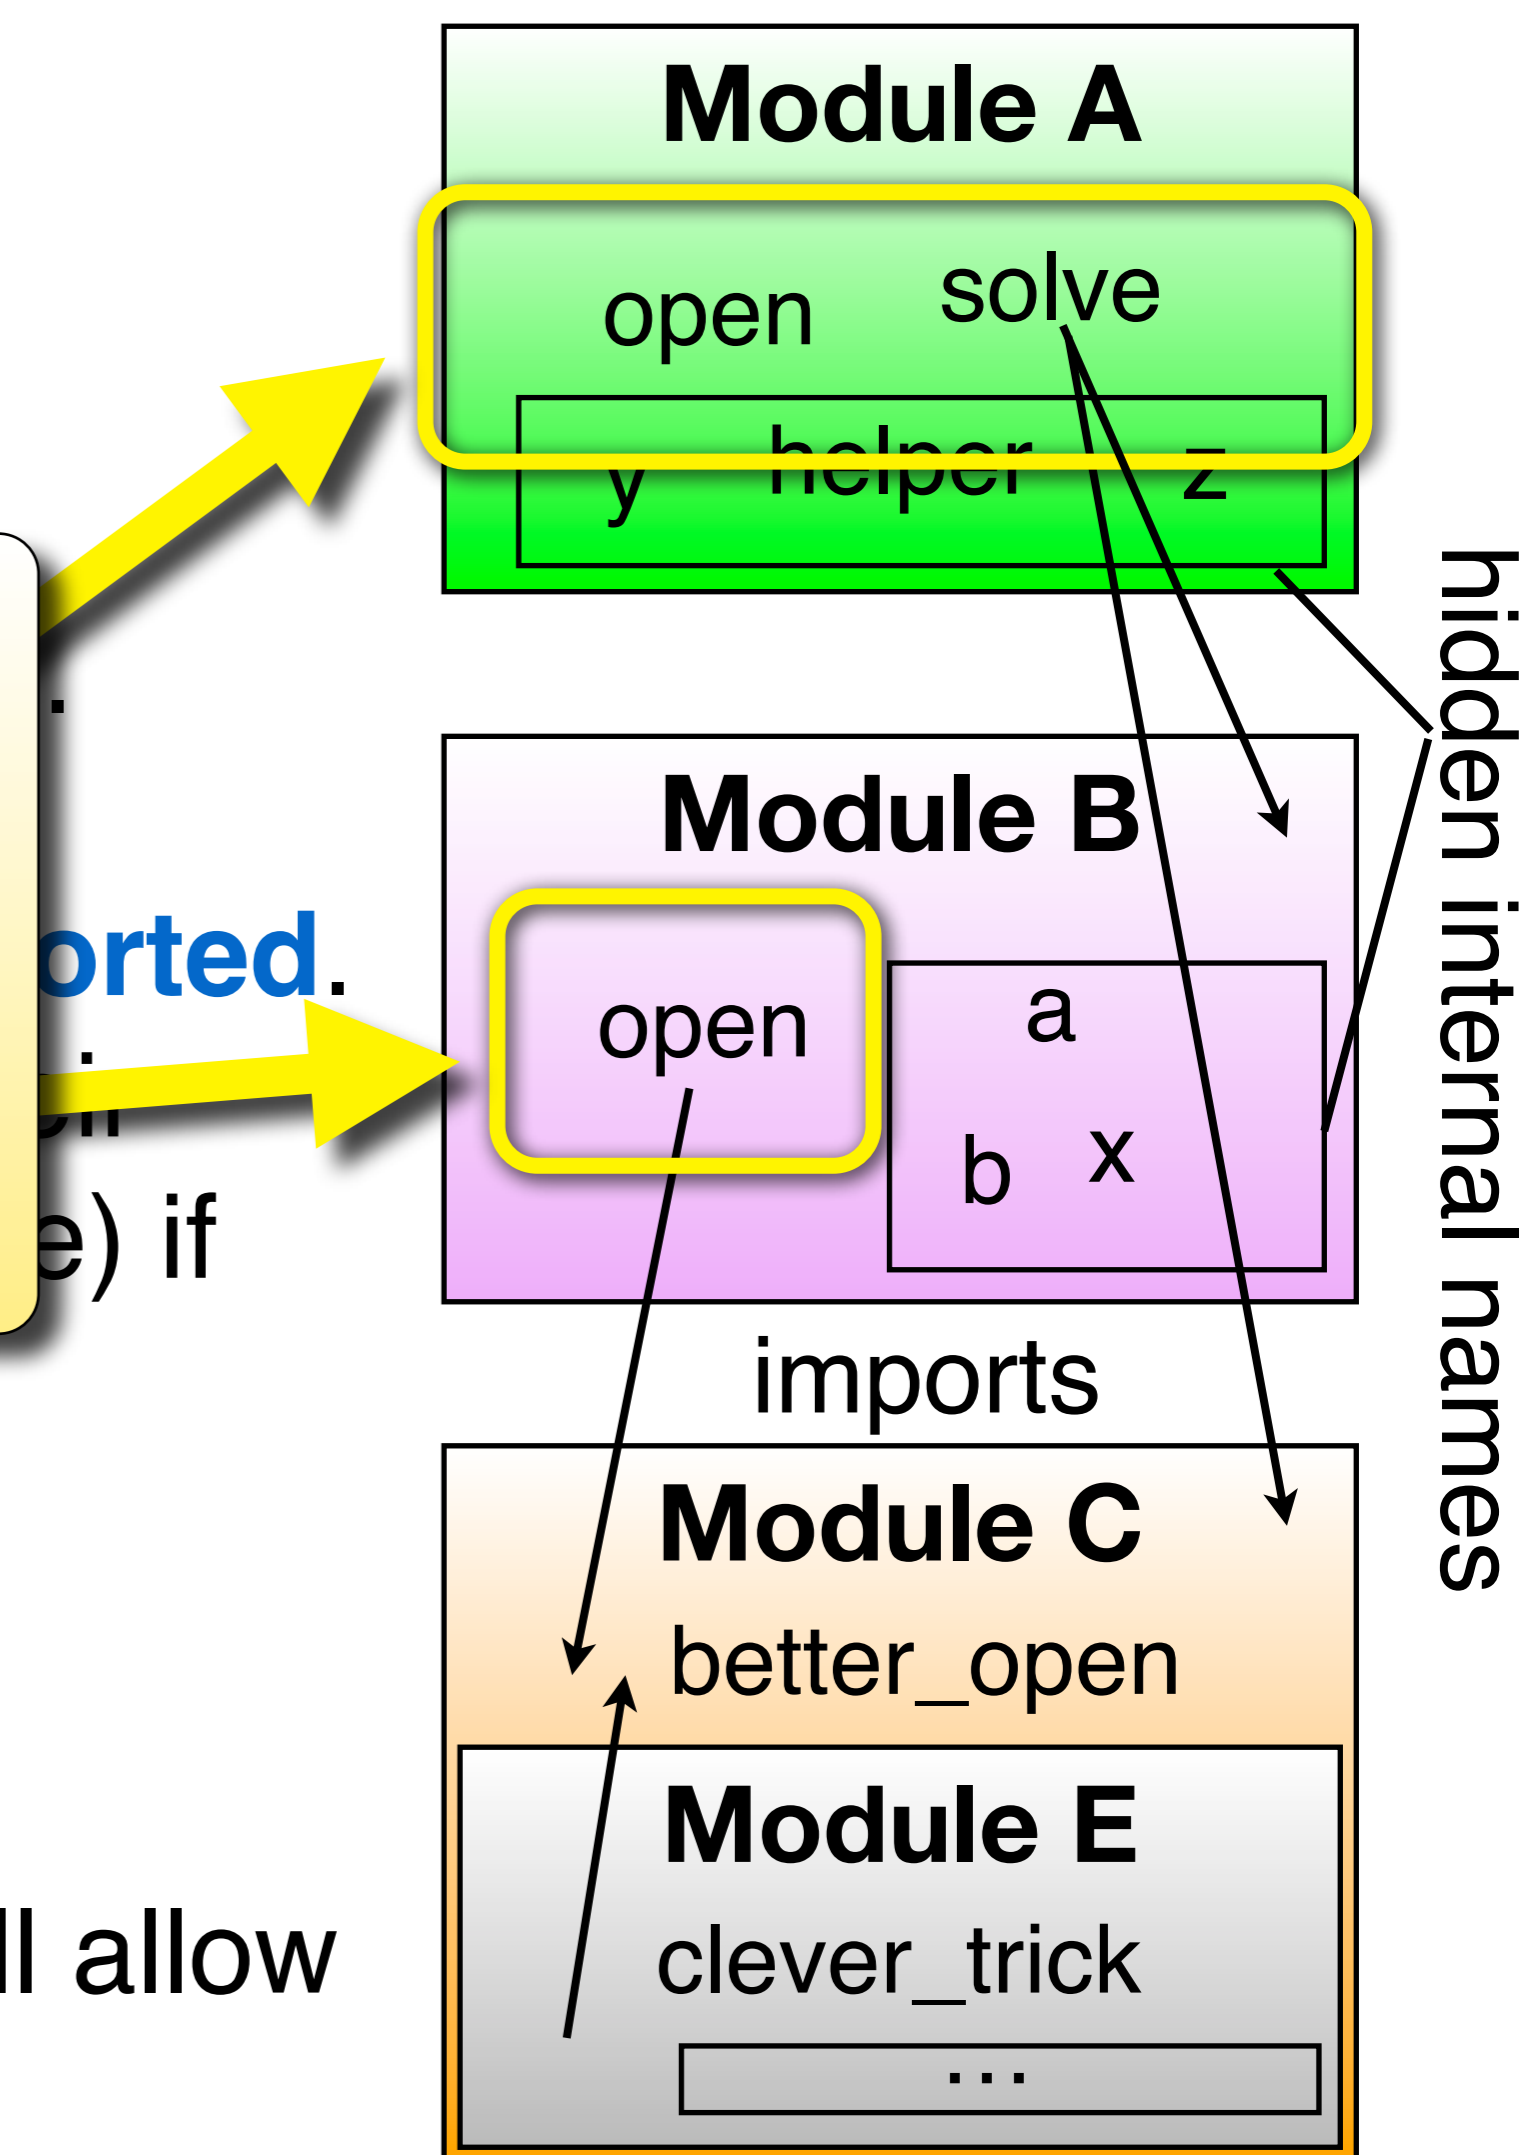 Module A
open solve
y helper z
.
Module B
orted.
open
a
b x
e) if
imports
Module C
better_open
Module E
clever_trick
ll allow
...
hidden internal names